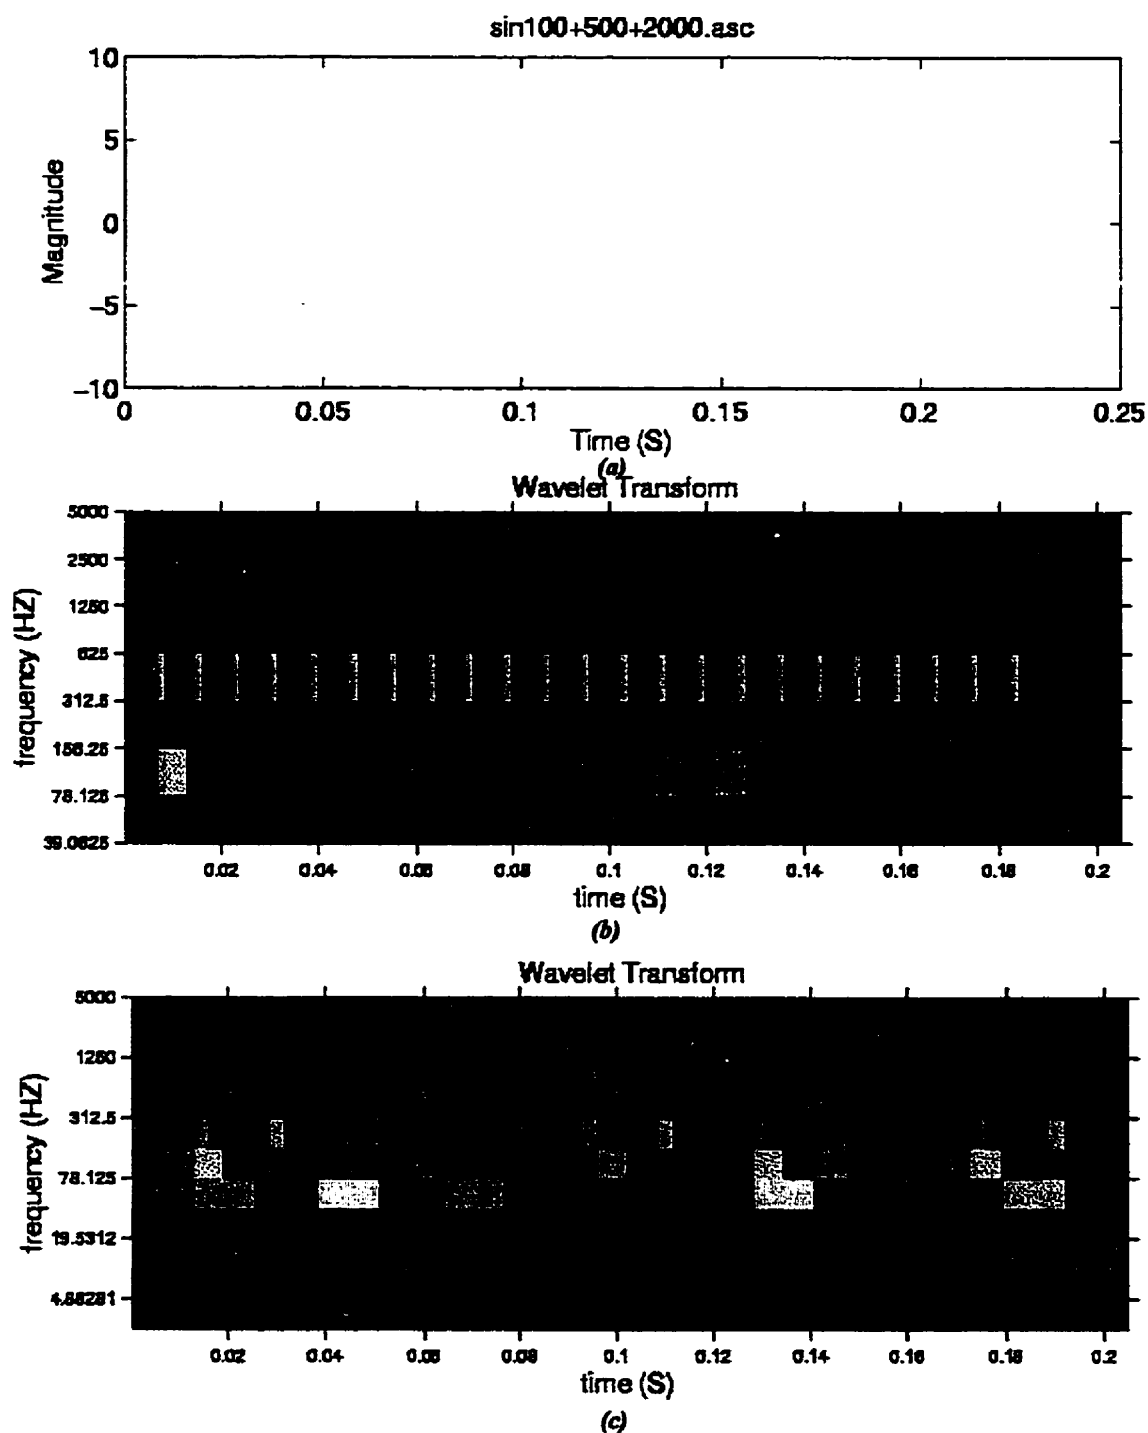 sin100+500+2000.asc
10
5
0
−5
−10
Magnitude
0 0.05 0.1 0.15 0.2 0.25
Time (S)
(a)
Wavelet Transform
5000
2500
1250
625
312.5
156.25
78.125
39.0625
frequency (HZ)
0.02 0.04 0.06 0.08 0.1 0.12 0.14 0.16 0.18 0.2
time (S)
(b)
Wavelet Transform
5000
1250
312.5
78.125
19.5312
4.88281
frequency (HZ)
0.02 0.04 0.06 0.08 0.1 0.12 0.14 0.16 0.18 0.2
time (S)
(c)